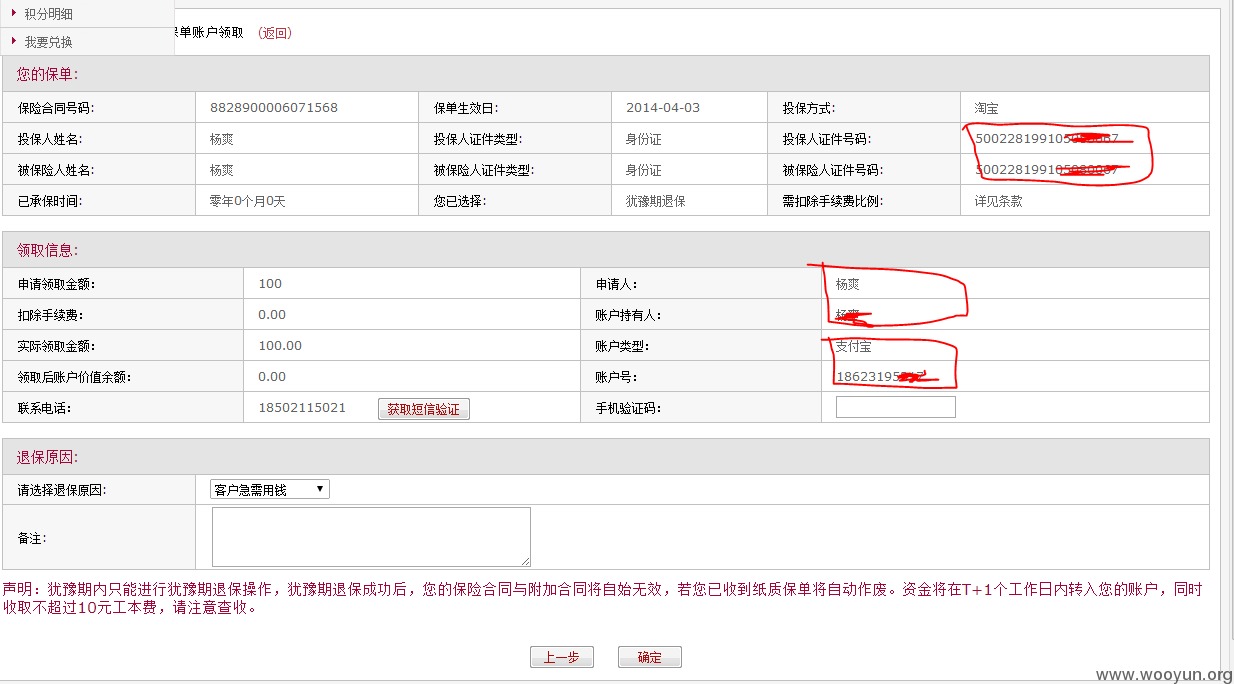 积分明细
我要兑换
保单账户领取 (返回)
您的保单:
保险合同号码: 8828900006071568 保单生效日: 2014-04-03 投保方式: 淘宝
投保人姓名: 杨爽 投保人证件类型: 身份证 投保人证件号码:
被保险人姓名: 杨爽 被保险人证件类型: 身份证 被保险人证件号码:
已承保时间: 零年0个月0天 您已选择: 犹豫期退保 需扣除手续费比例: 详见条款
领取信息:
申请领取金额: 100 申请人: 杨爽
扣除手续费: 0.00 账户持有人:
实际领取金额: 100.00 账户类型: 支付宝
领取后账户价值余额: 0.00 账户号:
联系电话: 18502115021 获取短信验证 手机验证码:
退保原因:
请选择退保原因: 客户急需用钱
备注:
声明：犹豫期内只能进行犹豫期退保操作，犹豫期退保成功后，您的保险合同与附加合同将自始无效，若您已收到纸质保单将自动作废。资金将在T+1个工作日内转入您的账户，同时
收取不超过10元工本费，请注意查收。
上一步 确定
www.wooyun.org